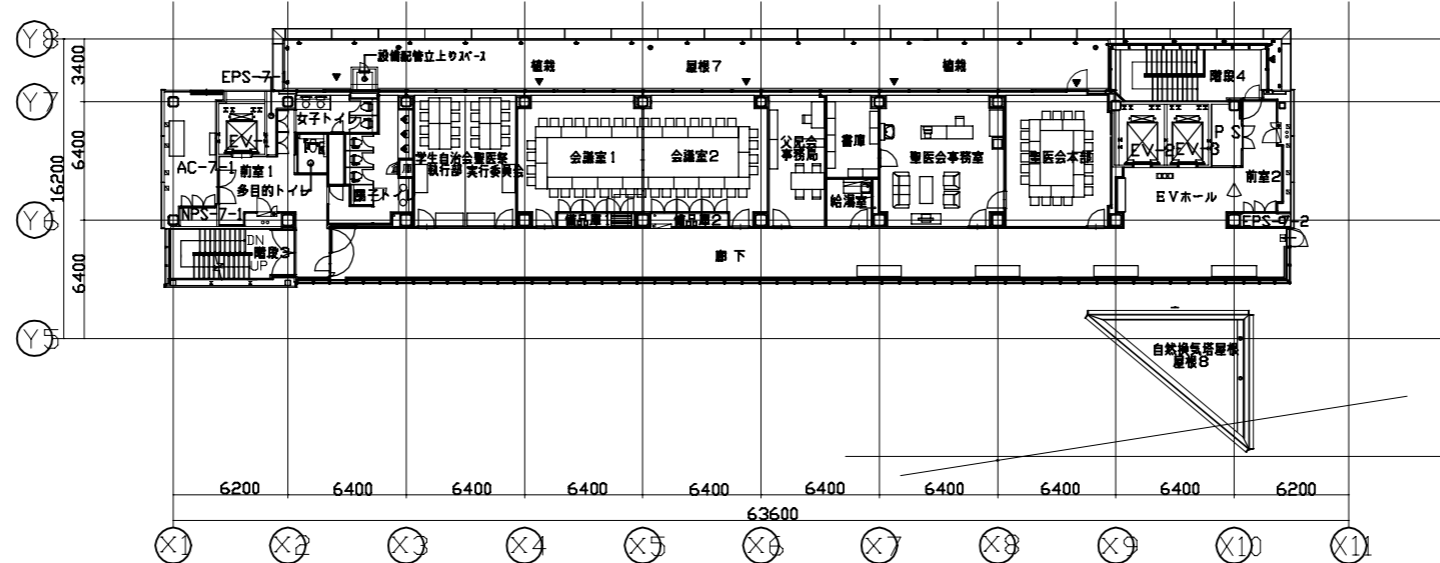 Y8
3400
設備配管立上りスペース
植栽
屋根7
植栽
階段4
EPS-7-1
Y7
女子トイレ
EV-1
PS
EV-2
EV-3
6400
16200
AC-7-1
前室1
多目的トイレ
学生自治会
執行部
聖医祭
実行委員会
会議室1
会議室2
父兄会
事務局
書庫
聖医会事務室
聖医会本部
前室2
男子トイレ
給湯室
EVホール
NPS-7-1
備品庫1
備品庫2
EPS-7-2
Y6
DN
階段3
UP
廊下
6400
Y5
自然換気塔屋根
屋根8
6200
6400
6400
6400
6400
6400
6400
6400
6400
6200
63600
X1
X2
X3
X4
X5
X6
X7
X8
X9
X10
X11